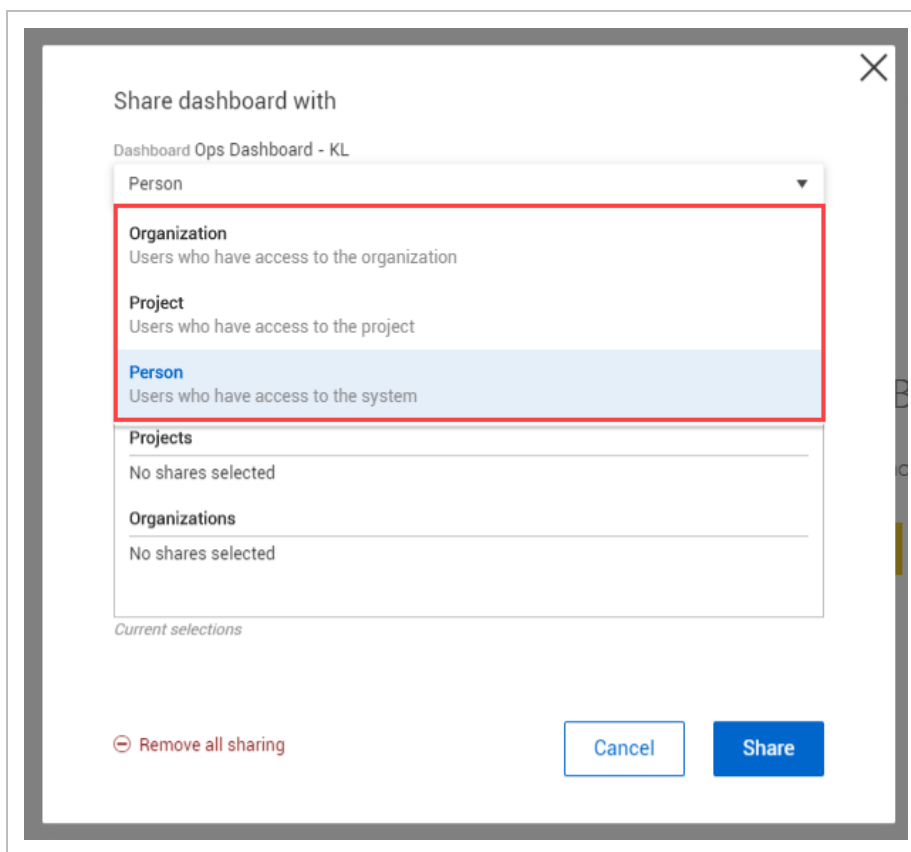 Share dashboard with
Dashboard Ops Dashboard - KL
Person
Organization
Users who have access to the organization
Project
Users who have access to the project
Person
Users who have access to the system
Projects
No shares selected
Organizations
No shares selected
Current selections
Remove all sharing
Cancel
Share